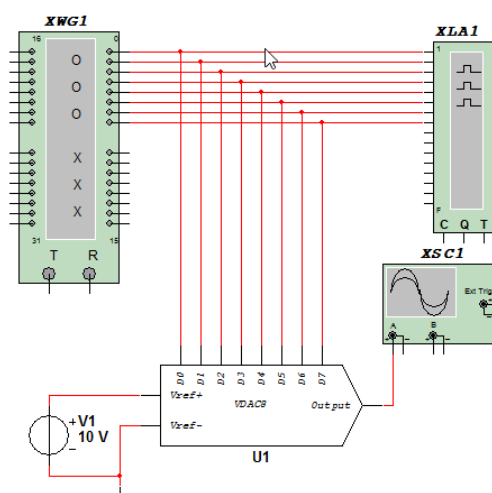 XWG1
XLA1
16 0
1
O
O
O
X
X
X
31 15
T R
F
C Q T
XSC1
Ext Trig
+
-
A B
+ - + -
D0 D1 D2 D3 D4 D5 D6 D7
Vref+
VDAC8
Output
Vref-
U1
+
V1
10 V
-